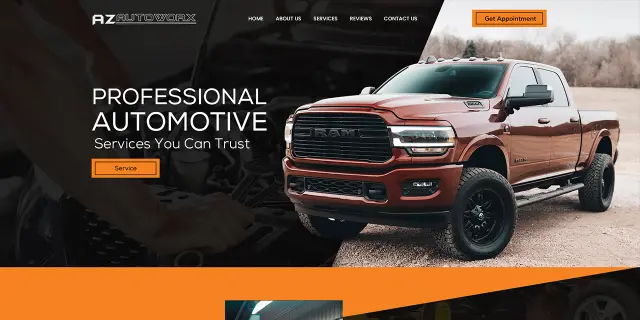 AZ AUTOWORX
HOME ABOUT US SERVICES REVIEWS CONTACT US
Get Appointment
PROFESSIONAL
AUTOMOTIVE
Services You Can Trust
Service
RAM